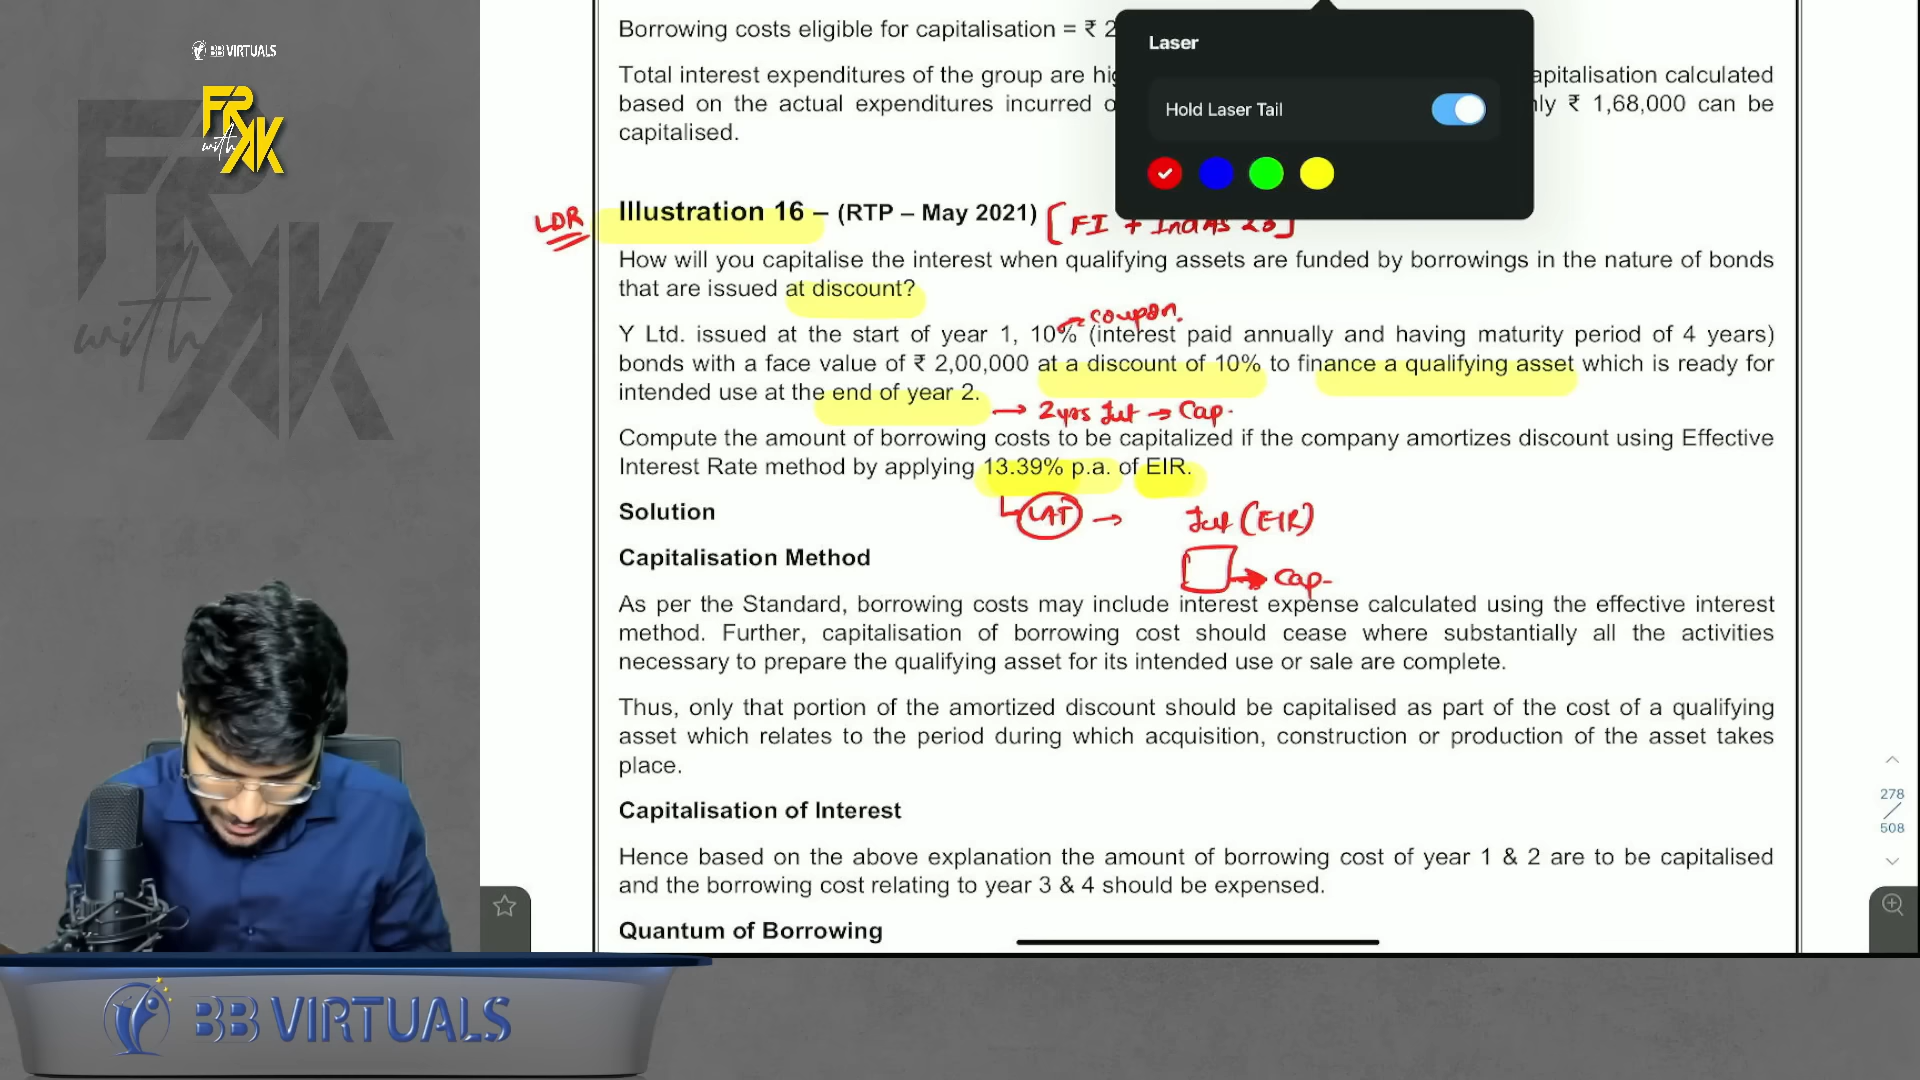 BB VIRTUALS
FR
with
AK
Borrowing costs eligible for capitalisation = ₹ 2
Total interest expenditures of the group are hig
apitalisation calculated
based on the actual expenditures incurred o
nly ₹ 1,68,000 can be
capitalised.
Laser
Hold Laser Tail
LDR
Illustration 16 – (RTP – May 2021) [FI + Ind AS 23]
How will you capitalise the interest when qualifying assets are funded by borrowings in the nature of bonds
that are issued at discount?
coupon.
Y Ltd. issued at the start of year 1, 10% (interest paid annually and having maturity period of 4 years)
bonds with a face value of ₹ 2,00,000 at a discount of 10% to finance a qualifying asset which is ready for
intended use at the end of year 2.
→ 2yrs Int → Cap.
Compute the amount of borrowing costs to be capitalized if the company amortizes discount using Effective
Interest Rate method by applying 13.39% p.a. of EIR.
Solution
LAT → Int (EIR)
Capitalisation Method
→ Cap-
As per the Standard, borrowing costs may include interest expense calculated using the effective interest
method. Further, capitalisation of borrowing cost should cease where substantially all the activities
necessary to prepare the qualifying asset for its intended use or sale are complete.
Thus, only that portion of the amortized discount should be capitalised as part of the cost of a qualifying
asset which relates to the period during which acquisition, construction or production of the asset takes
place.
Capitalisation of Interest
Hence based on the above explanation the amount of borrowing cost of year 1 & 2 are to be capitalised
and the borrowing cost relating to year 3 & 4 should be expensed.
Quantum of Borrowing
278
/
508
BB VIRTUALS